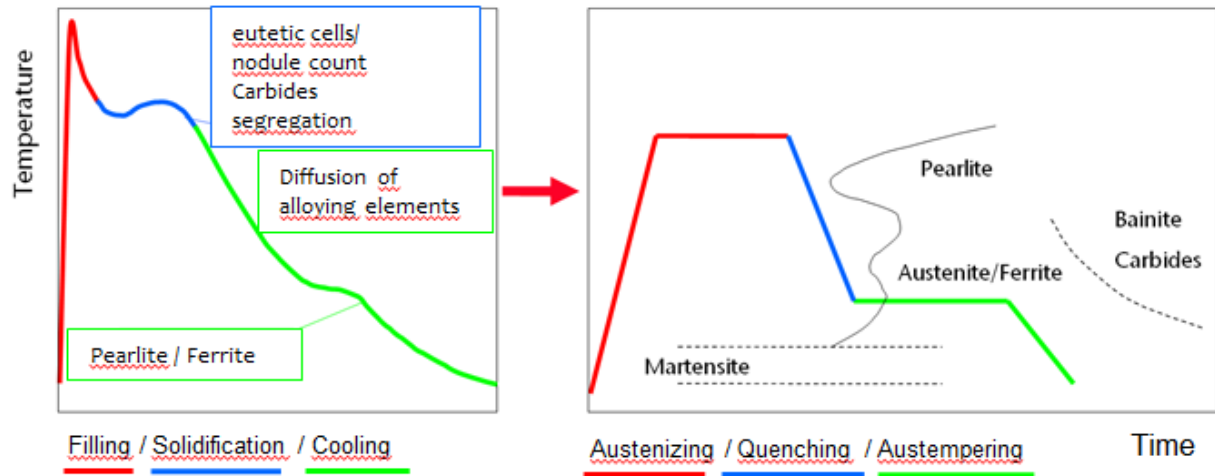 Temperature
eutetic cells/
nodule count
Carbides
segregation
Diffusion of
alloying elements
Pearlite / Ferrite
Filling / Solidification / Cooling
Pearlite
Bainite
Austenite/Ferrite
Carbides
Martensite
Austenizing / Quenching / Austempering
Time